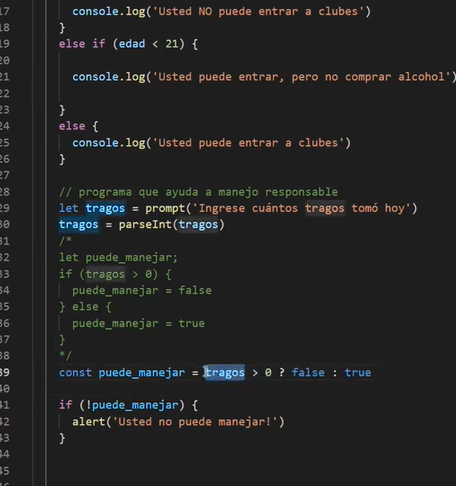 17 console.log('Usted NO puede entrar a clubes')
18 }
19 else if (edad < 21) {
20
21 console.log('Usted puede entrar, pero no comprar alcohol')
22
23 }
24 else {
25 console.log('Usted puede entrar a clubes')
26 }
27
28 // programa que ayuda a manejo responsable
29 let tragos = prompt('Ingrese cuántos tragos tomó hoy')
30 tragos = parseInt(tragos)
31 /*
32 let puede_manejar;
33 if (tragos > 0) {
34 puede_manejar = false
35 } else {
36 puede_manejar = true
37 }
38 */
39 const puede_manejar = tragos > 0 ? false : true
40
41 if (!puede_manejar) {
42 alert('Usted no puede manejar!')
43 }
44
45